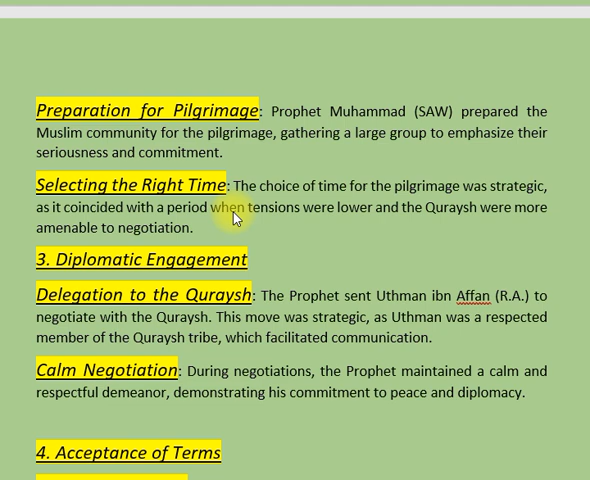 Preparation for Pilgrimage: Prophet Muhammad (SAW) prepared the
Muslim community for the pilgrimage, gathering a large group to emphasize their
seriousness and commitment.
Selecting the Right Time: The choice of time for the pilgrimage was strategic,
as it coincided with a period when tensions were lower and the Quraysh were more
amenable to negotiation.
3. Diplomatic Engagement
Delegation to the Quraysh: The Prophet sent Uthman ibn Affan (R.A.) to
negotiate with the Quraysh. This move was strategic, as Uthman was a respected
member of the Quraysh tribe, which facilitated communication.
Calm Negotiation: During negotiations, the Prophet maintained a calm and
respectful demeanor, demonstrating his commitment to peace and diplomacy.
4. Acceptance of Terms